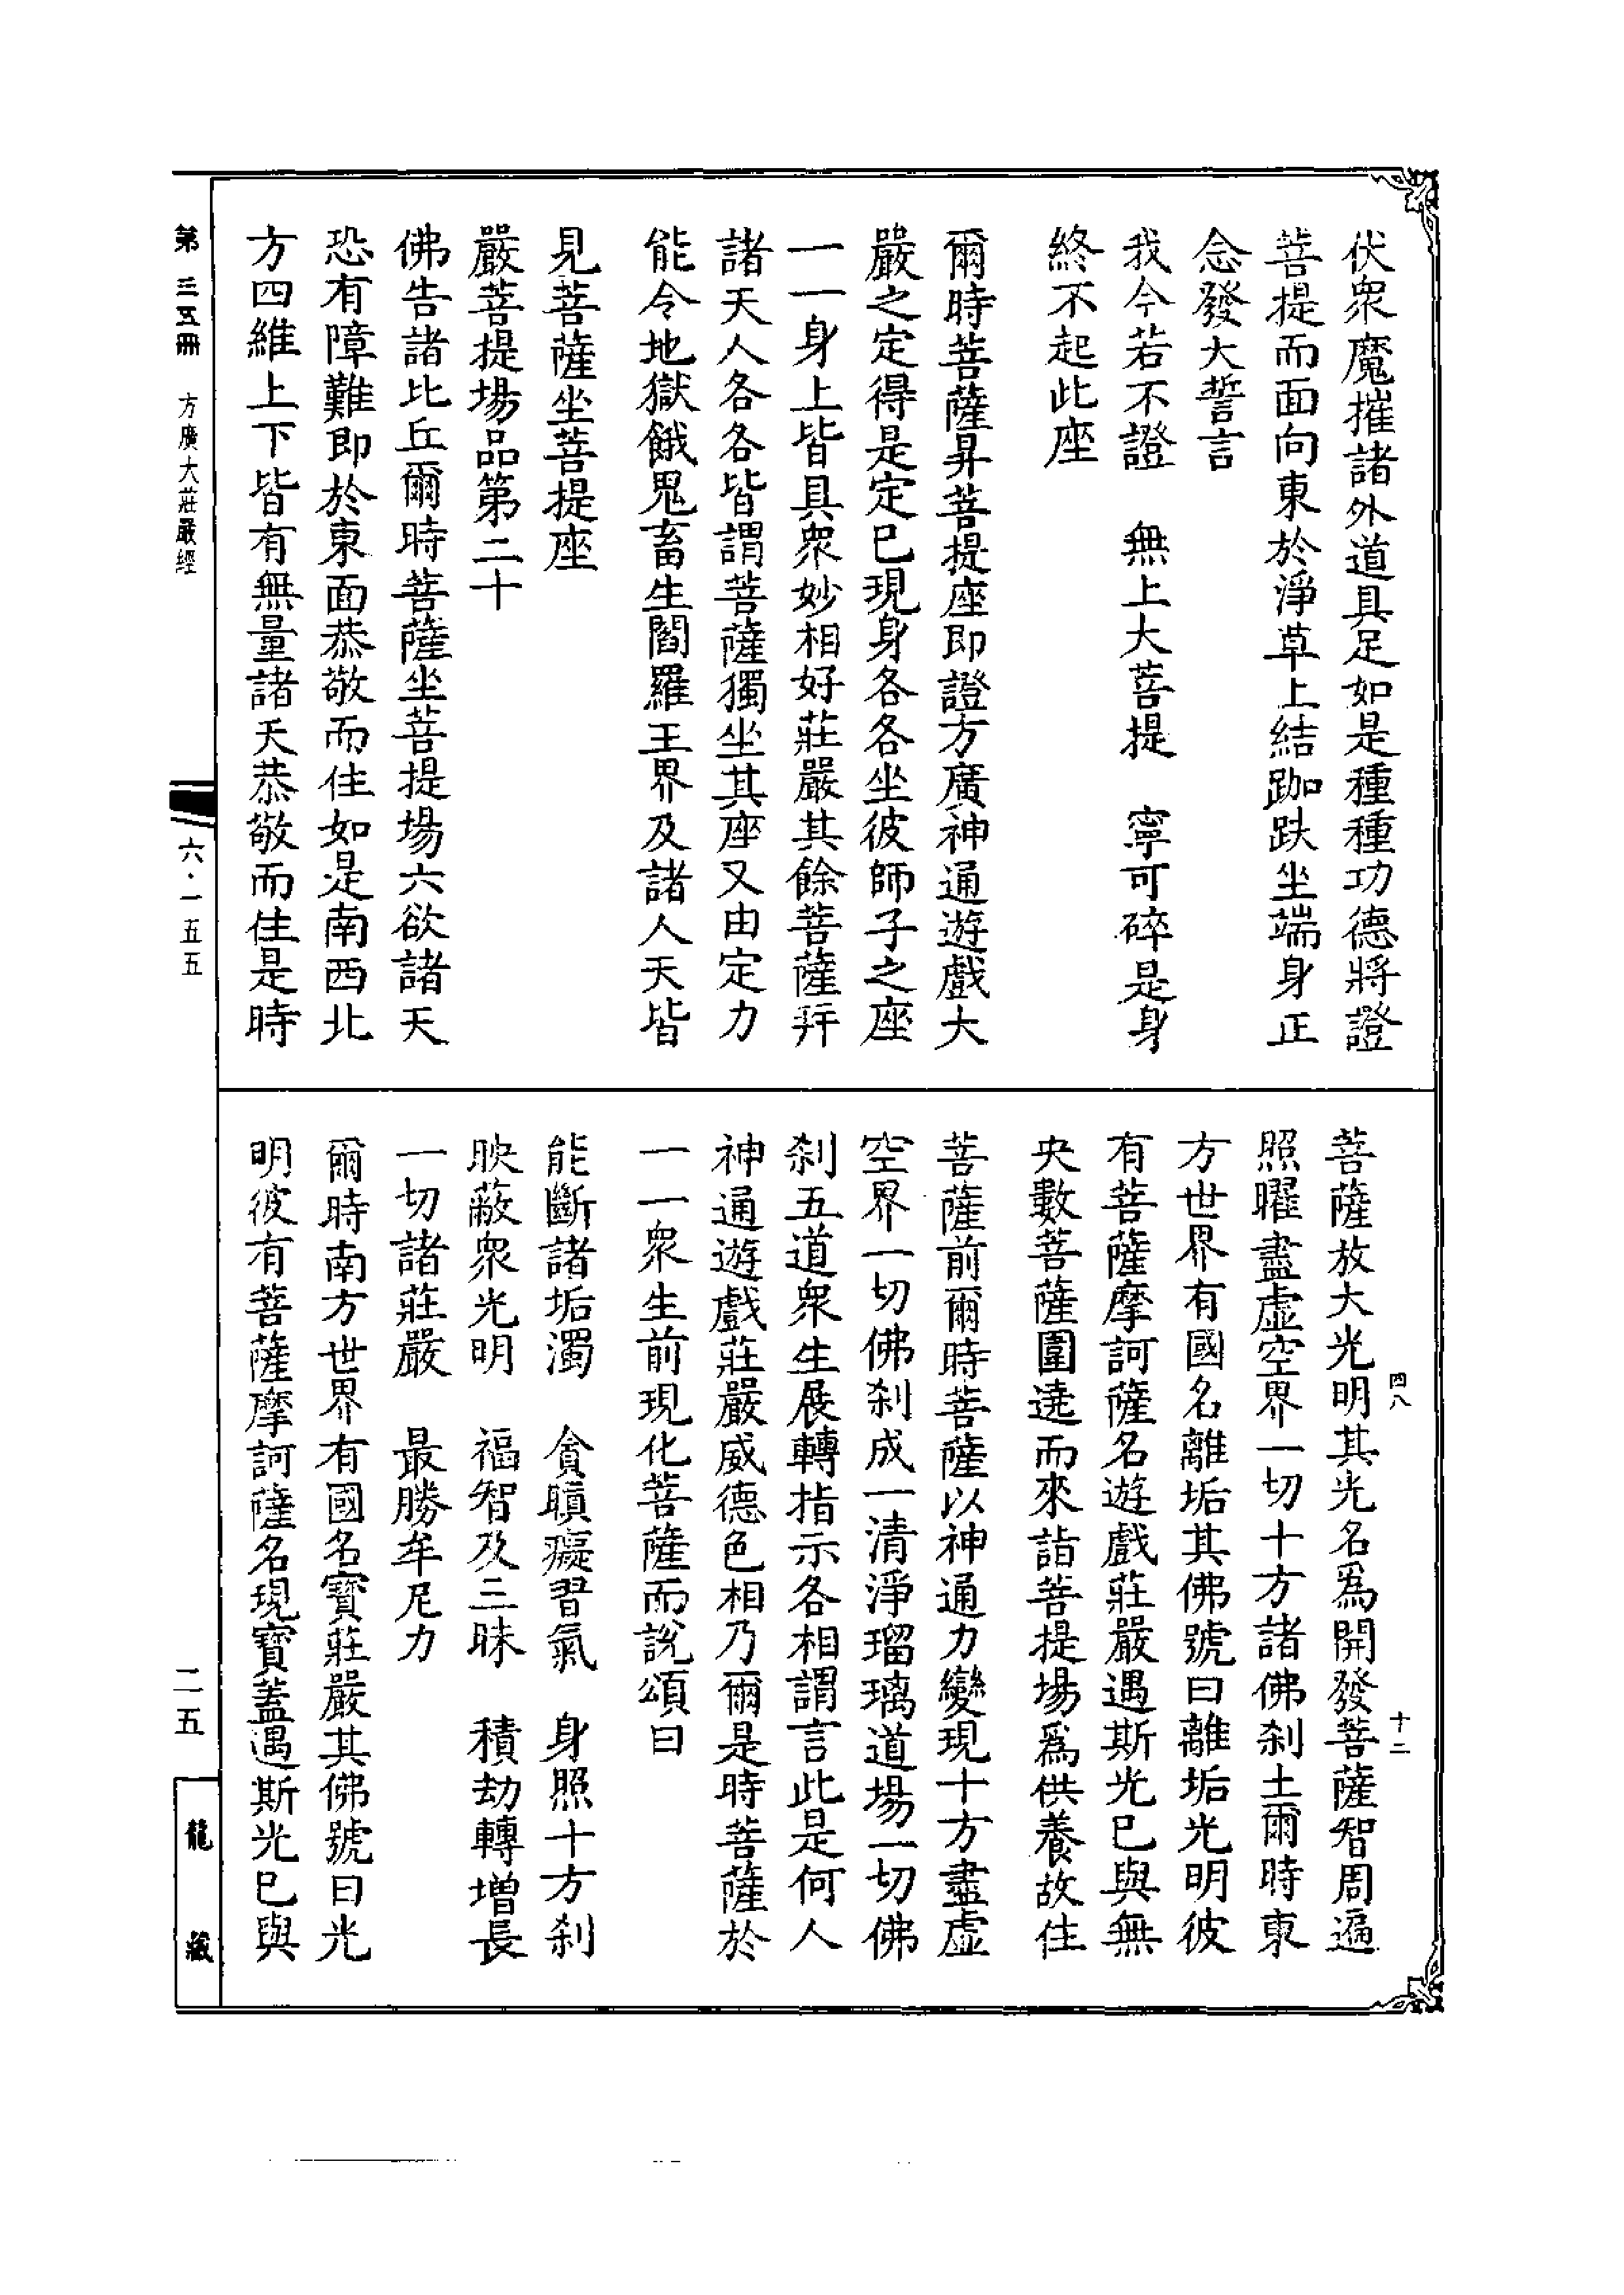 伏衆魔摧諸外道具足如是種種功德將證
菩提而面向東於淨草上結跏趺坐端身正
念發大誓言
我今若不證　無上大菩提　寧可碎是身
終不起此座
爾時菩薩昇菩提座即證方廣神通遊戲大
嚴之定得是定已現身各各坐彼師子之座
一一身上皆具衆妙相好莊嚴其餘菩薩幷
諸天人各各皆謂菩薩獨坐其座又由定力
能令地獄餓鬼畜生閻羅王界及諸人天皆
見菩薩坐菩提座
嚴菩提場品第二十
佛告諸比丘爾時菩薩坐菩提場六欲諸天
恐有障難即於東面恭敬而住如是南西北
方四維上下皆有無量諸天恭敬而住是時
菩薩放大光明其光名爲開發菩薩智周遍
照曜盡虛空界一切十方諸佛刹土爾時東
方世界有國名離垢其佛號曰離垢光明彼
有菩薩摩訶薩名遊戲莊嚴遇斯光已與無
央數菩薩圍遶而來詣菩提場爲供養故住
菩薩前爾時菩薩以神通力變現十方盡虛
空界一切佛刹成一清淨瑠璃道場一切佛
刹五道衆生展轉指示各相謂言此是何人
神通遊戲莊嚴威德色相乃爾是時菩薩於
一一衆生前現化菩薩而說頌曰
能斷諸垢濁　貪瞋癡習氣　身照十方刹
映蔽衆光明　福智及三昧　積劫轉增長
一切諸莊嚴　最勝牟尼力
爾時南方世界有國名寶莊嚴其佛號曰光
明彼有菩薩摩訶薩名現寶蓋遇斯光已與
四八
十二
第三五冊　方廣大莊嚴經
六·一五五
二五
龍藏